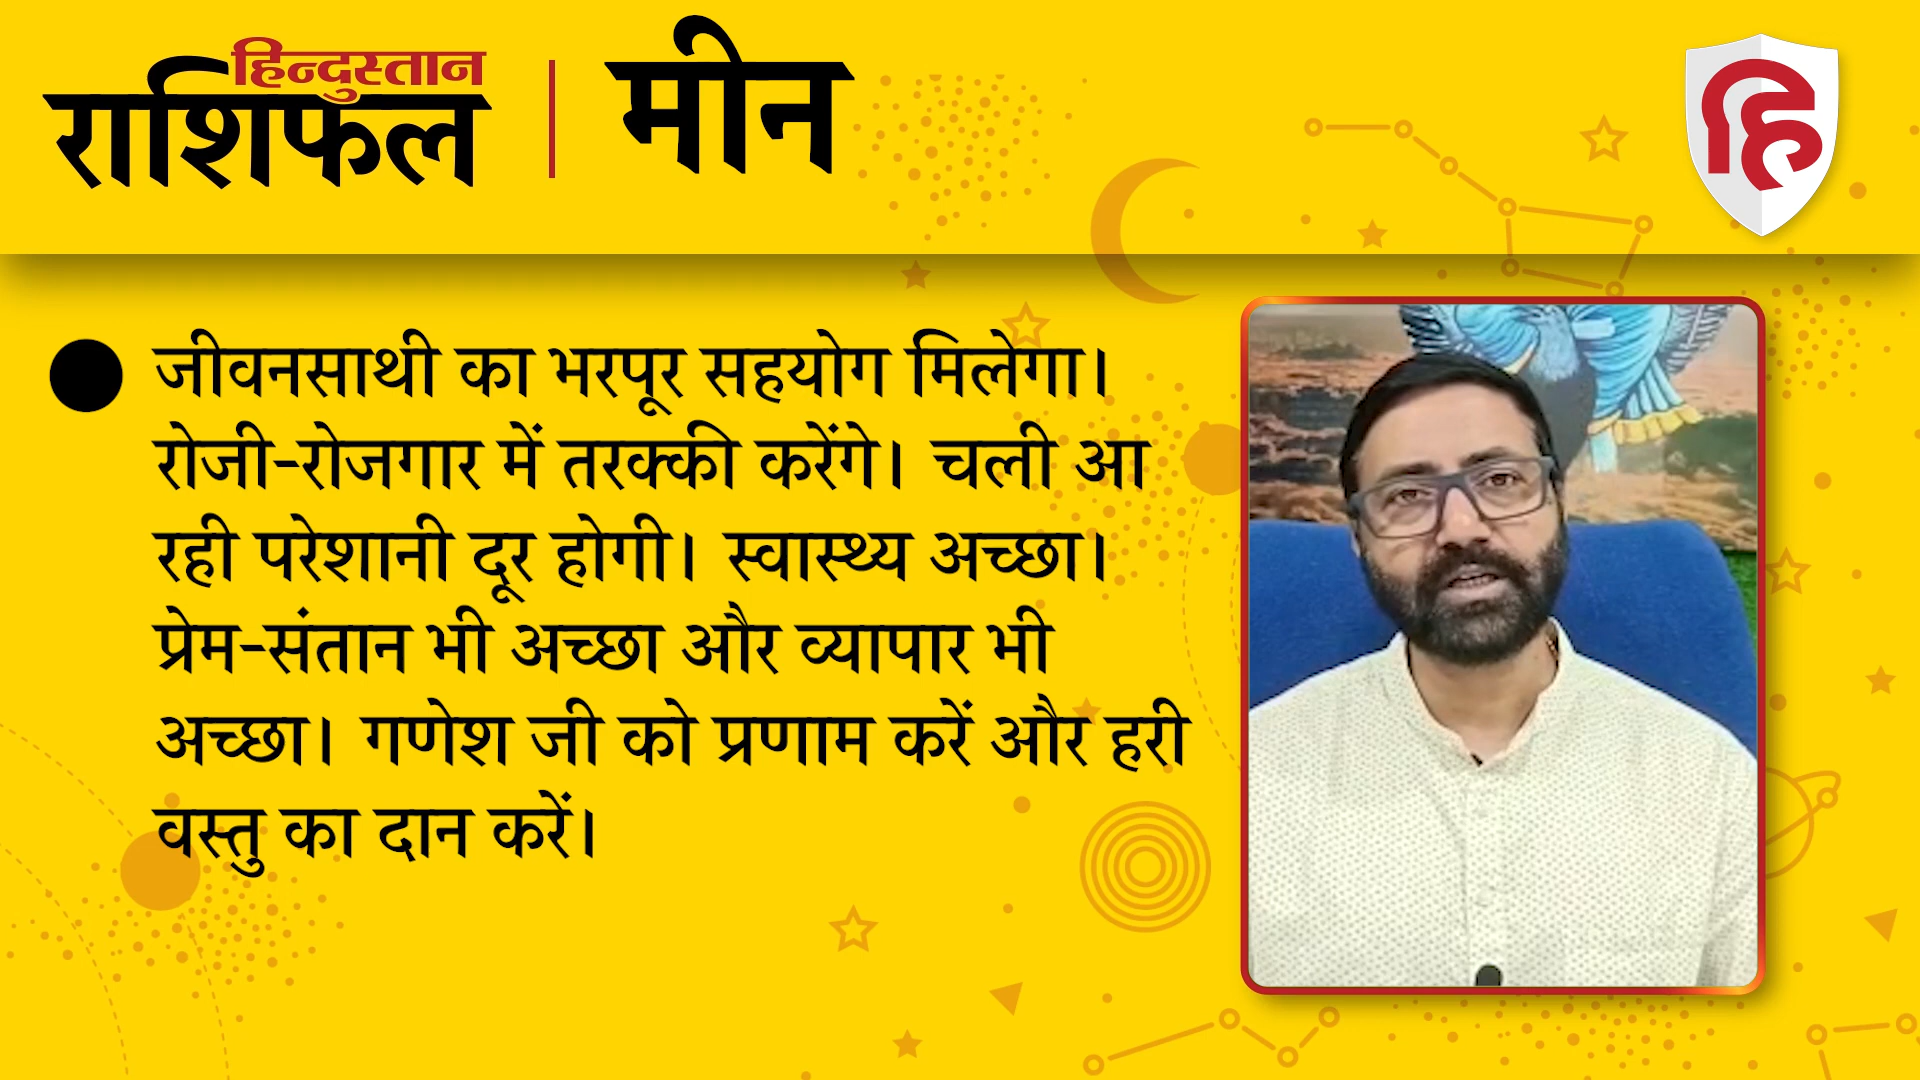 हिन्दुस्तान
राशिफल
मीन
हि
जीवनसाथी का भरपूर सहयोग मिलेगा।
रोजी-रोजगार में तरक्की करेंगे। चली आ
रही परेशानी दूर होगी। स्वास्थ्य अच्छा।
प्रेम-संतान भी अच्छा और व्यापार भी
अच्छा। गणेश जी को प्रणाम करें और हरी
वस्तु का दान करें।